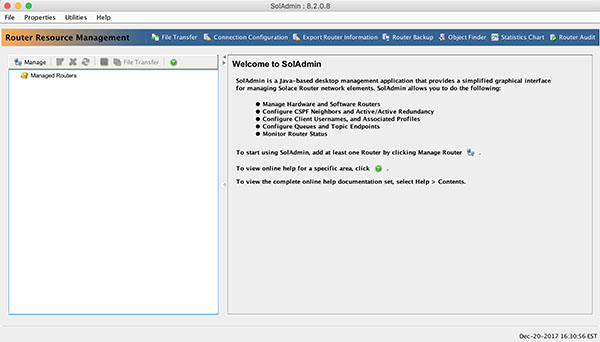 SolAdmin : 8.2.0.8
File Properties Utilities Help
Router Resource Management File Transfer Connection Configuration Export Router Information Router Backup Object Finder Statistics Chart Router Audit
Manage File Transfer
Managed Routers
Welcome to SolAdmin
SolAdmin is a Java-based desktop management application that provides a simplified graphical interface
for managing Solace Router network elements. SolAdmin allows you to do the following:
● Manage Hardware and Software Routers
● Configure CSPF Neighbors and Active/Active Redundancy
● Configure Client Usernames, and Associated Profiles
● Configure Queues and Topic Endpoints
● Monitor Router Status
To start using SolAdmin, add at least one Router by clicking Manage Router .
To view online help for a specific area, click .
To view the complete online help documentation set, select Help > Contents.
Dec-20-2017 16:30:56 EST